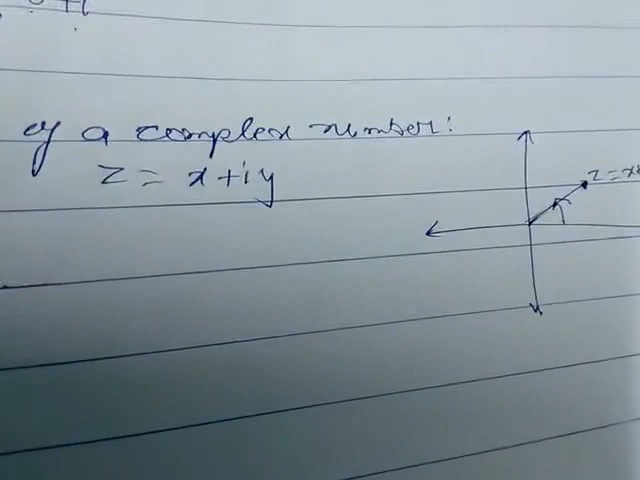 of a complex number:
z = x+iy
z=x